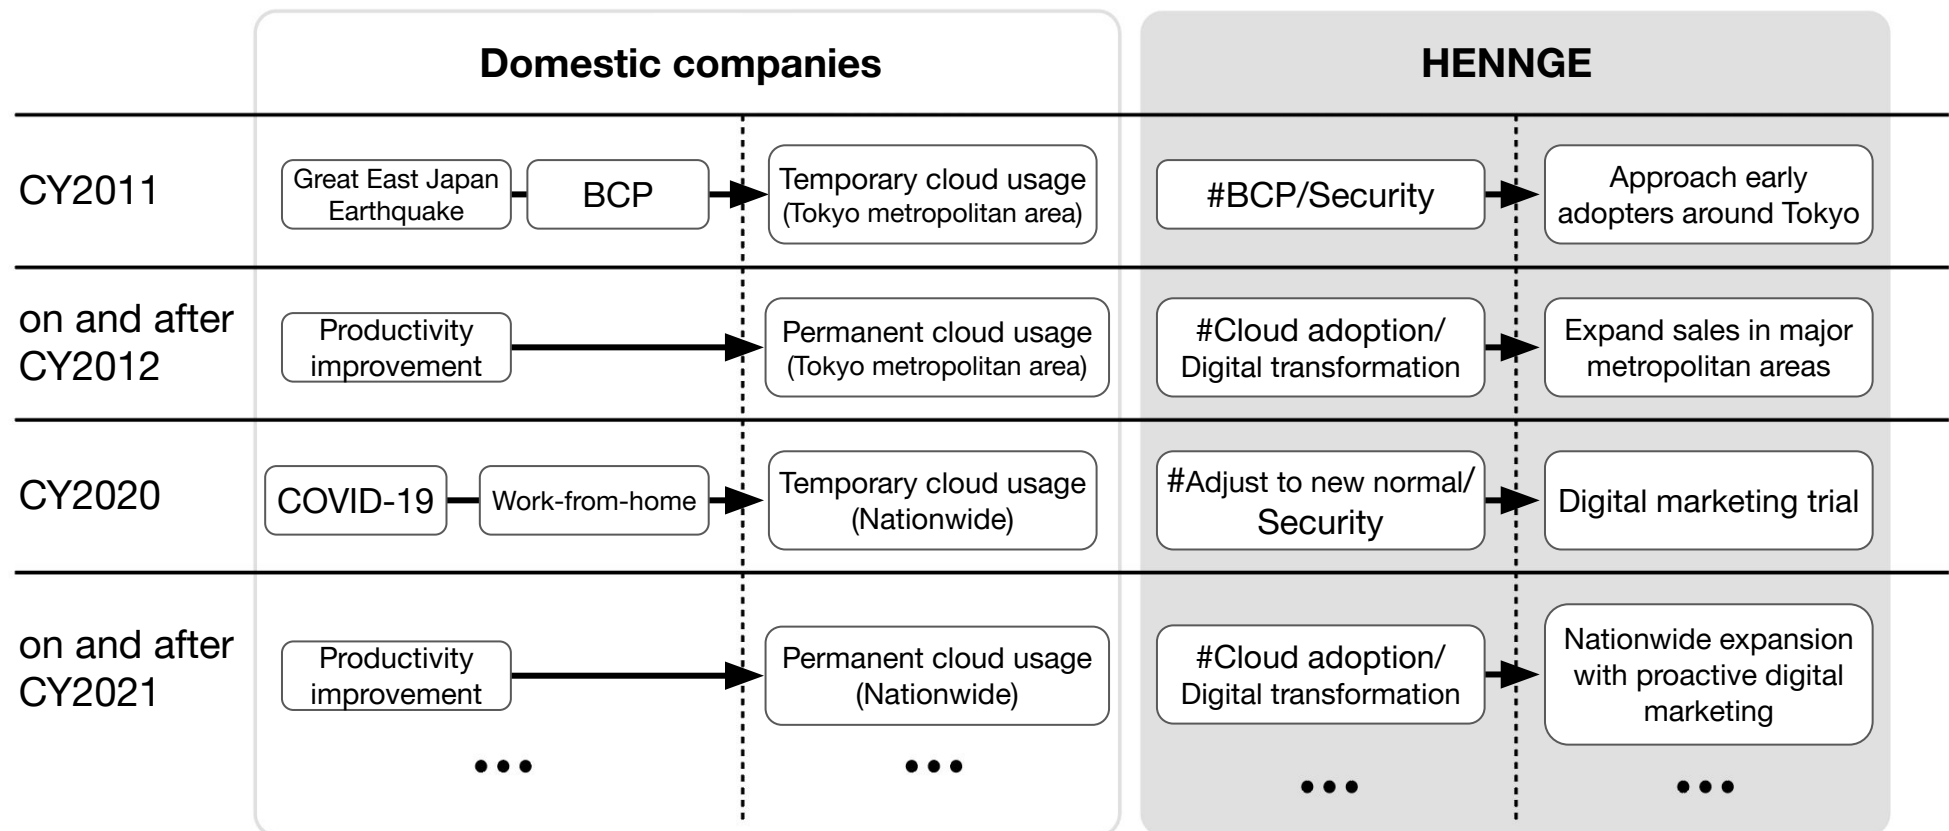 Domestic companies
HENNGE
CY2011
Great East Japan
Earthquake
BCP
Temporary cloud usage
(Tokyo metropolitan area)
#BCP/Security
Approach early
adopters around Tokyo
on and after
CY2012
Productivity
improvement
Permanent cloud usage
(Tokyo metropolitan area)
#Cloud adoption/
Digital transformation
Expand sales in major
metropolitan areas
CY2020
COVID-19
Work-from-home
Temporary cloud usage
(Nationwide)
#Adjust to new normal/
Security
Digital marketing trial
on and after
CY2021
Productivity
improvement
Permanent cloud usage
(Nationwide)
#Cloud adoption/
Digital transformation
Nationwide expansion
with proactive digital
marketing
•••
•••
•••
•••